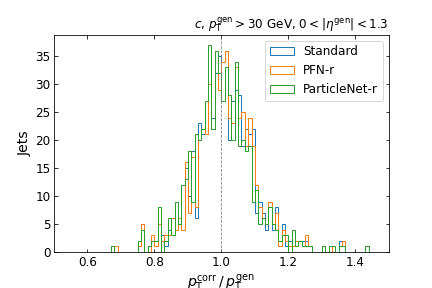 c, p_T^gen > 30 GeV, 0 < |η^gen| < 1.3
Standard
PFN-r
ParticleNet-r
Jets
35
30
25
20
15
10
5
0
0.6 0.8 1.0 1.2 1.4
p_T^corr / p_T^gen